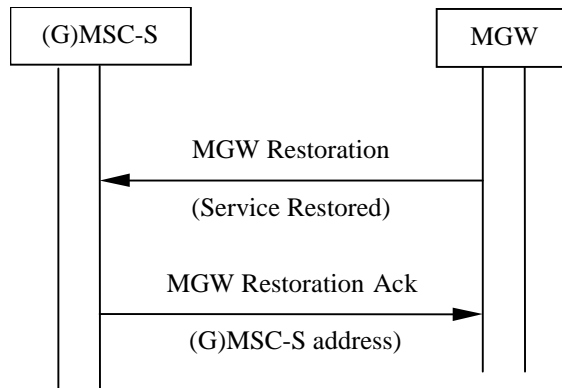 (G)MSC-S
MGW
MGW Restoration
(Service Restored)
MGW Restoration Ack
(G)MSC-S address)